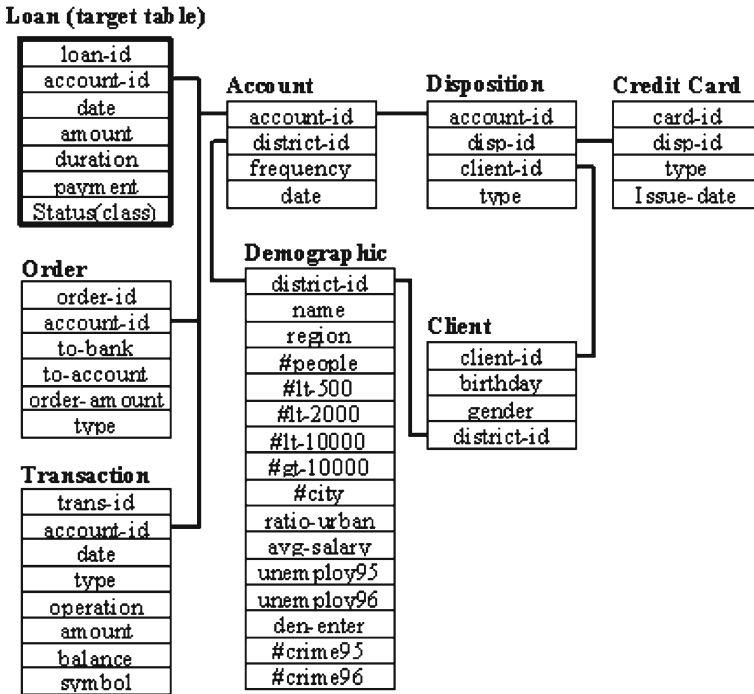 Loan (target table)
loan-id
account-id
date
amount
duration
payment
Status(class)
Order
order-id
account-id
to-bank
to-account
order-amount
type
Transaction
trans-id
account-id
date
type
operation
amount
balance
symbol
Account
account-id
district-id
frequency
date
Demographic
district-id
name
region
#people
#lt-500
#lt-2000
#lt-10000
#gt-10000
#city
ratio-urban
avg-salary
unemploy95
unemploy96
den-enter
#crime95
#crime96
Disposition
account-id
disp-id
client-id
type
Client
client-id
birthday
gender
district-id
Credit Card
card-id
disp-id
type
Issue-date